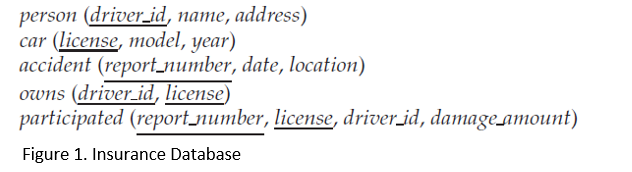 person (driver_id, name, address)
car (license, model, year)
accident (report_number, date, location)
owns (driver_id, license)
participated (report_number, license, driver_id, damage_amount)
Figure 1. Insurance Database